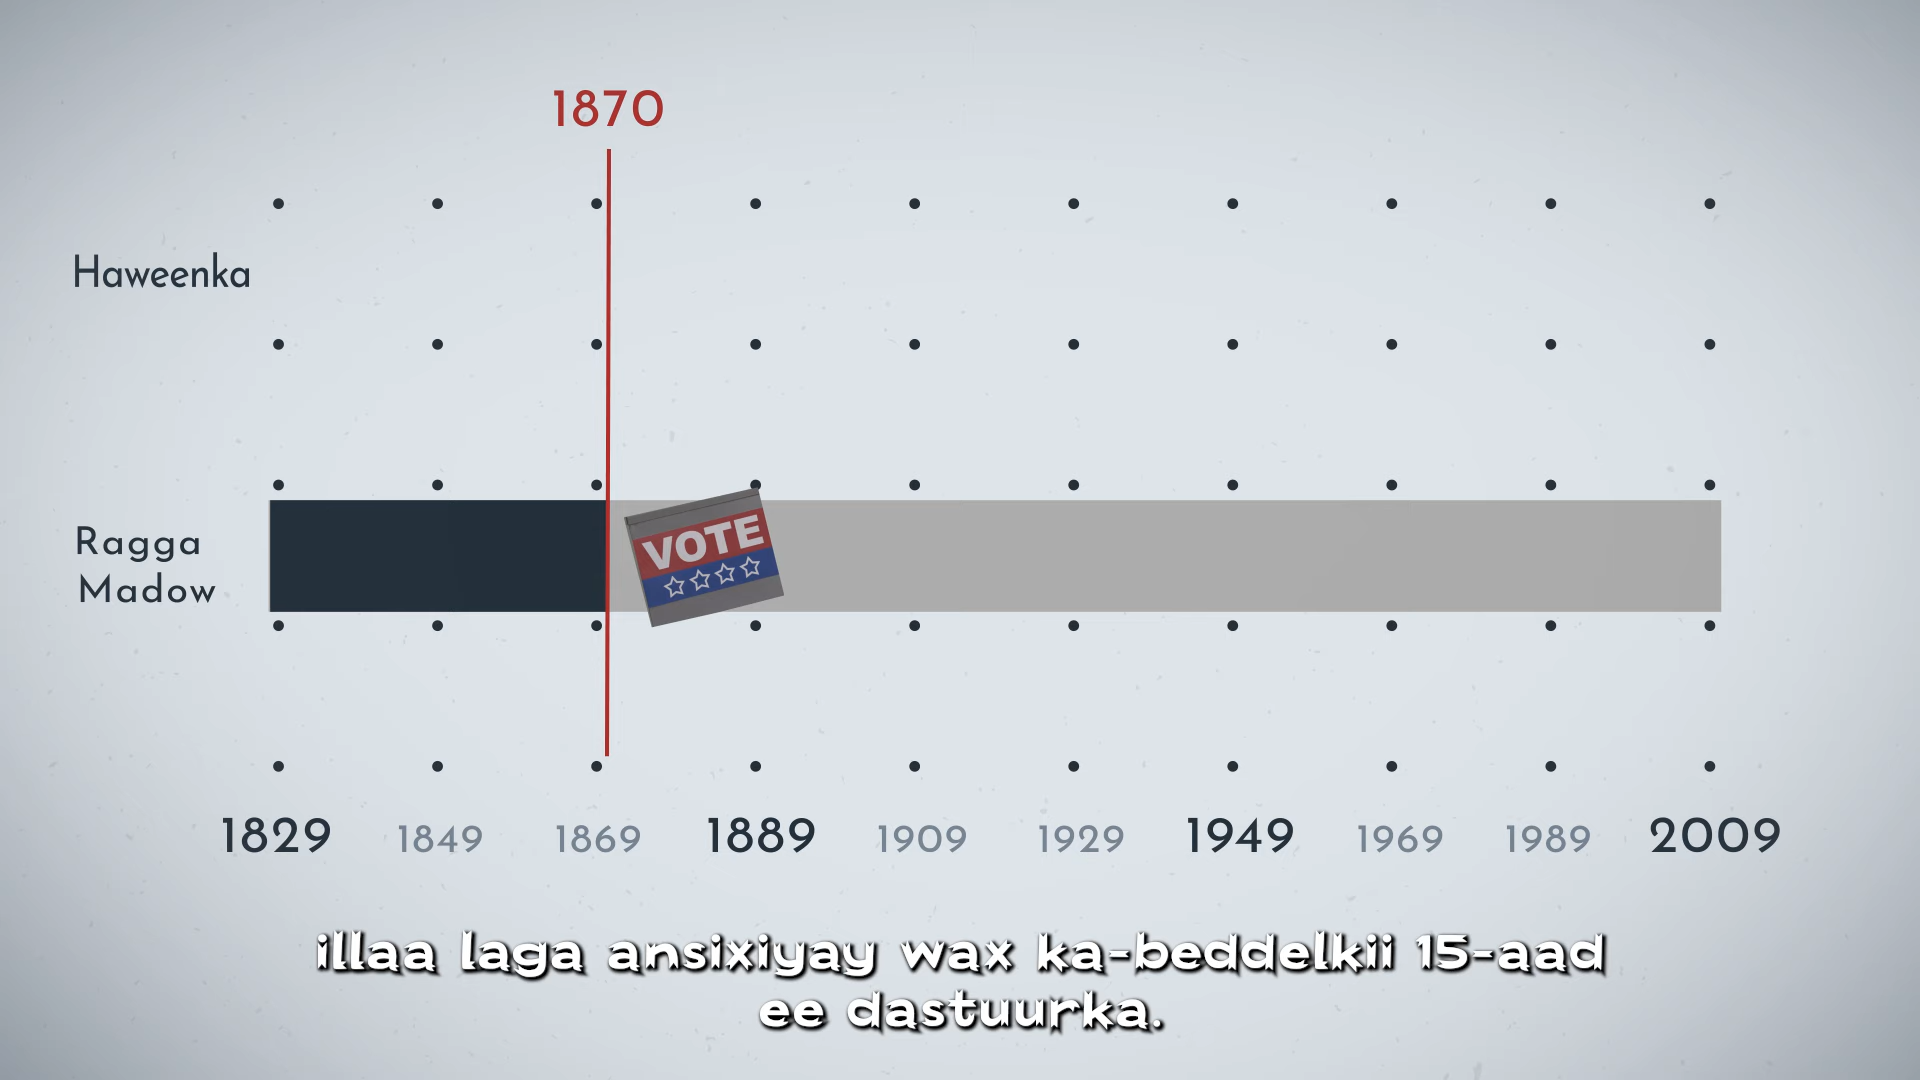 1870
Haweenka
Ragga
Madow
VOTE
1829 1849 1869 1889 1909 1929 1949 1969 1989 2009
illaa laga ansixiyay wax ka-beddelkii 15-aad
ee dastuurka.